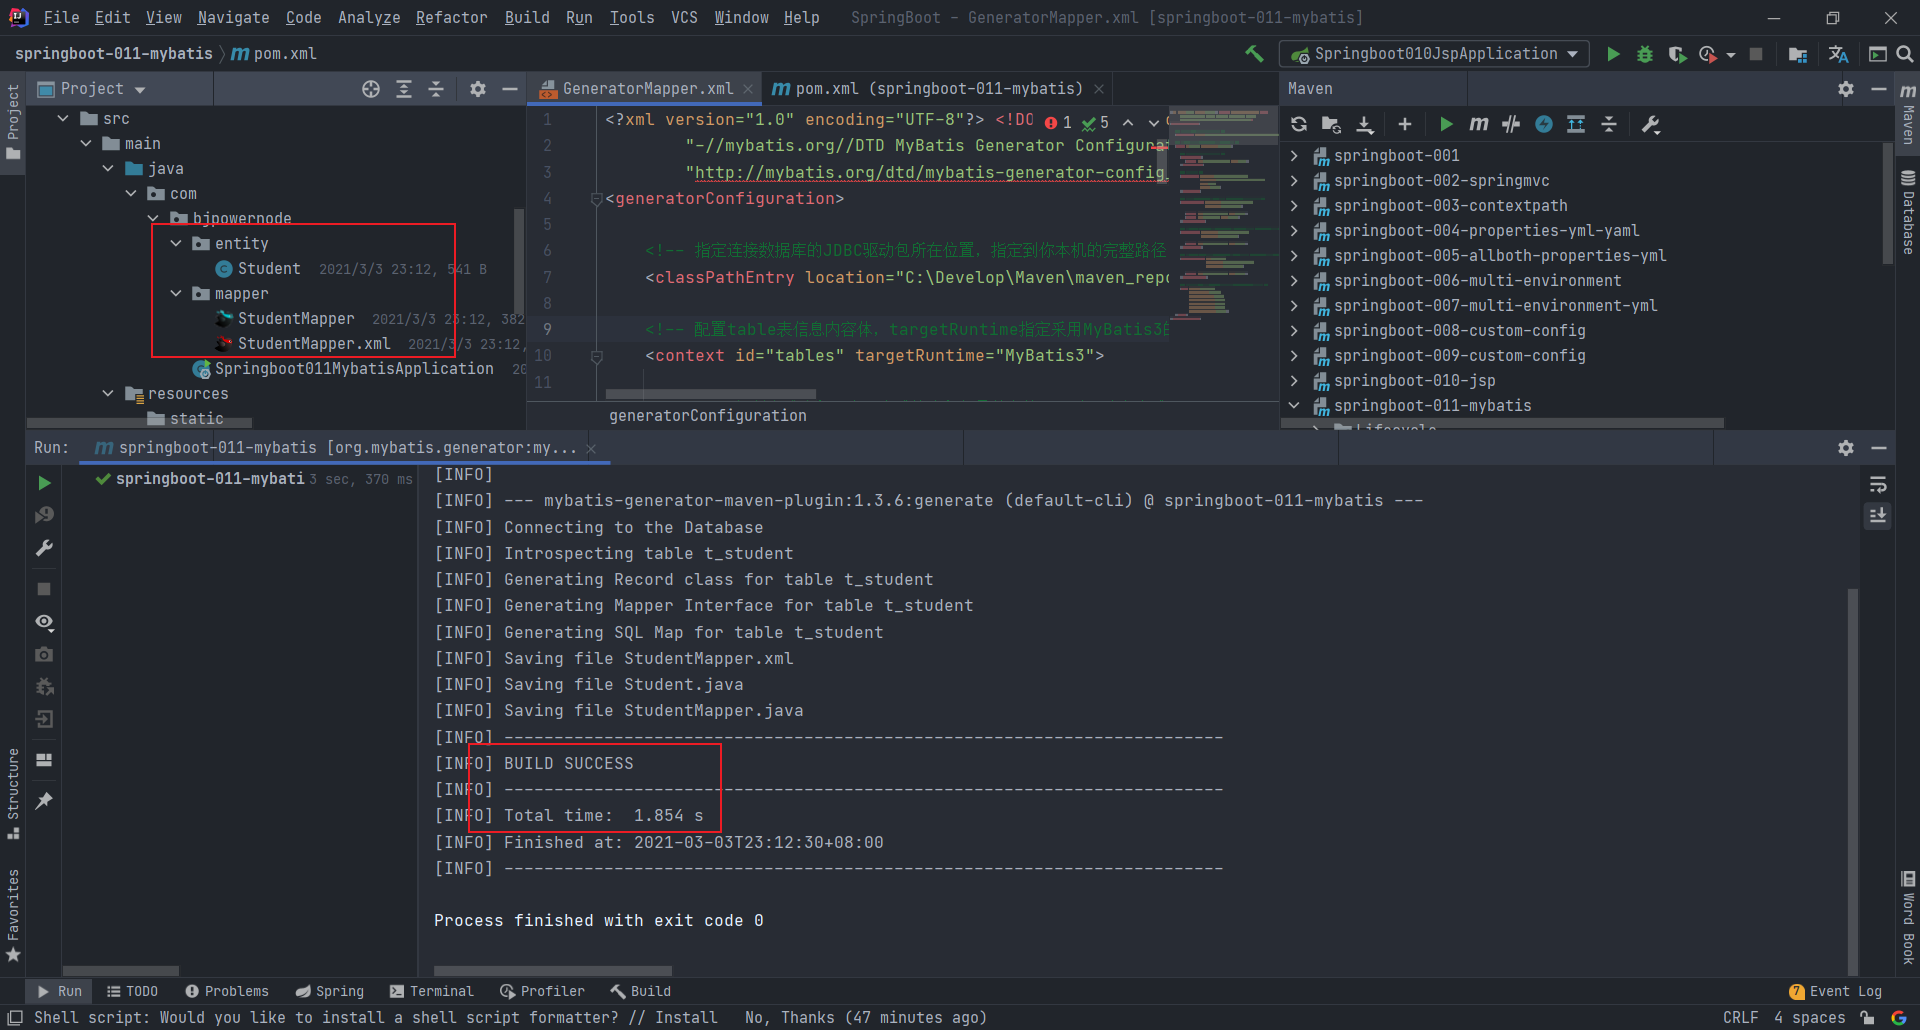 File Edit View Navigate Code Analyze Refactor Build Run Tools VCS Window Help SpringBoot - GeneratorMapper.xml [springboot-011-mybatis]
springboot-011-mybatis pom.xml
Springboot010JspApplication
Project
Project
src
main
java
com
bjpowernode
entity
Student 2021/3/3 23:12, 541 B
mapper
StudentMapper 2021/3/3 23:12, 382
StudentMapper.xml 2021/3/3 23:12,
Springboot011MybatisApplication 20
resources
static
GeneratorMapper.xml
pom.xml (springboot-011-mybatis)
1 <?xml version="1.0" encoding="UTF-8"?> <!DO
1 5
2 "-//mybatis.org//DTD MyBatis Generator Configurat
3 "http://mybatis.org/dtd/mybatis-generator-config_
4 <generatorConfiguration>
5
6 <!-- 指定连接数据库的JDBC驱动包所在位置，指定到你本机的完整路径
7 <classPathEntry location="C:\Develop\Maven\maven_repo
8
9 <!-- 配置table表信息内容体，targetRuntime指定采用MyBatis3的
10 <context id="tables" targetRuntime="MyBatis3">
11
generatorConfiguration
Maven
springboot-001
springboot-002-springmvc
springboot-003-contextpath
springboot-004-properties-yml-yaml
springboot-005-allboth-properties-yml
springboot-006-multi-environment
springboot-007-multi-environment-yml
springboot-008-custom-config
springboot-009-custom-config
springboot-010-jsp
springboot-011-mybatis
Lifecycle
Maven
Database
Word Book
Run: springboot-011-mybatis [org.mybatis.generator:my...
springboot-011-mybati 3 sec, 370 ms
[INFO]
[INFO] --- mybatis-generator-maven-plugin:1.3.6:generate (default-cli) @ springboot-011-mybatis ---
[INFO] Connecting to the Database
[INFO] Introspecting table t_student
[INFO] Generating Record class for table t_student
[INFO] Generating Mapper Interface for table t_student
[INFO] Generating SQL Map for table t_student
[INFO] Saving file StudentMapper.xml
[INFO] Saving file Student.java
[INFO] Saving file StudentMapper.java
[INFO] ------------------------------------------------------------------------
[INFO] BUILD SUCCESS
[INFO] ------------------------------------------------------------------------
[INFO] Total time:  1.854 s
[INFO] Finished at: 2021-03-03T23:12:30+08:00
[INFO] ------------------------------------------------------------------------
Process finished with exit code 0
Structure
Favorites
Run TODO Problems Spring Terminal Profiler Build 7 Event Log
Shell script: Would you like to install a shell script formatter? // Install No, Thanks (47 minutes ago) CRLF 4 spaces